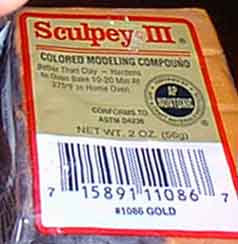 Sculpey III ®
COLORED MODELING COMPOUND
Better Than Clay – Hardens
In Oven Bake 10-20 Min At
275°F In Home Oven
AP
NONTOXIC
CONFORMS TO
ASTM D4236
NET WT. 2 OZ. (56g)
7 15891 11086 7
#1086 GOLD